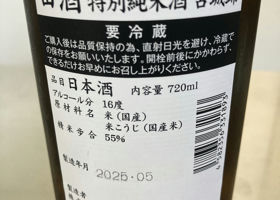 酒 特別純米酒
要冷蔵
ご購入後は品質保持の為、直射日光を避け、冷蔵で
の保存をお願いいたします。開栓前後にかかわらず、
できるだけお早めにお召し上がりください。
品目 日本酒 内容量 720ml
アルコール分 16度
原材料名 米(国産)
米こうじ(国産米)
精米歩合 55%
製造年月 2025.05
製造者